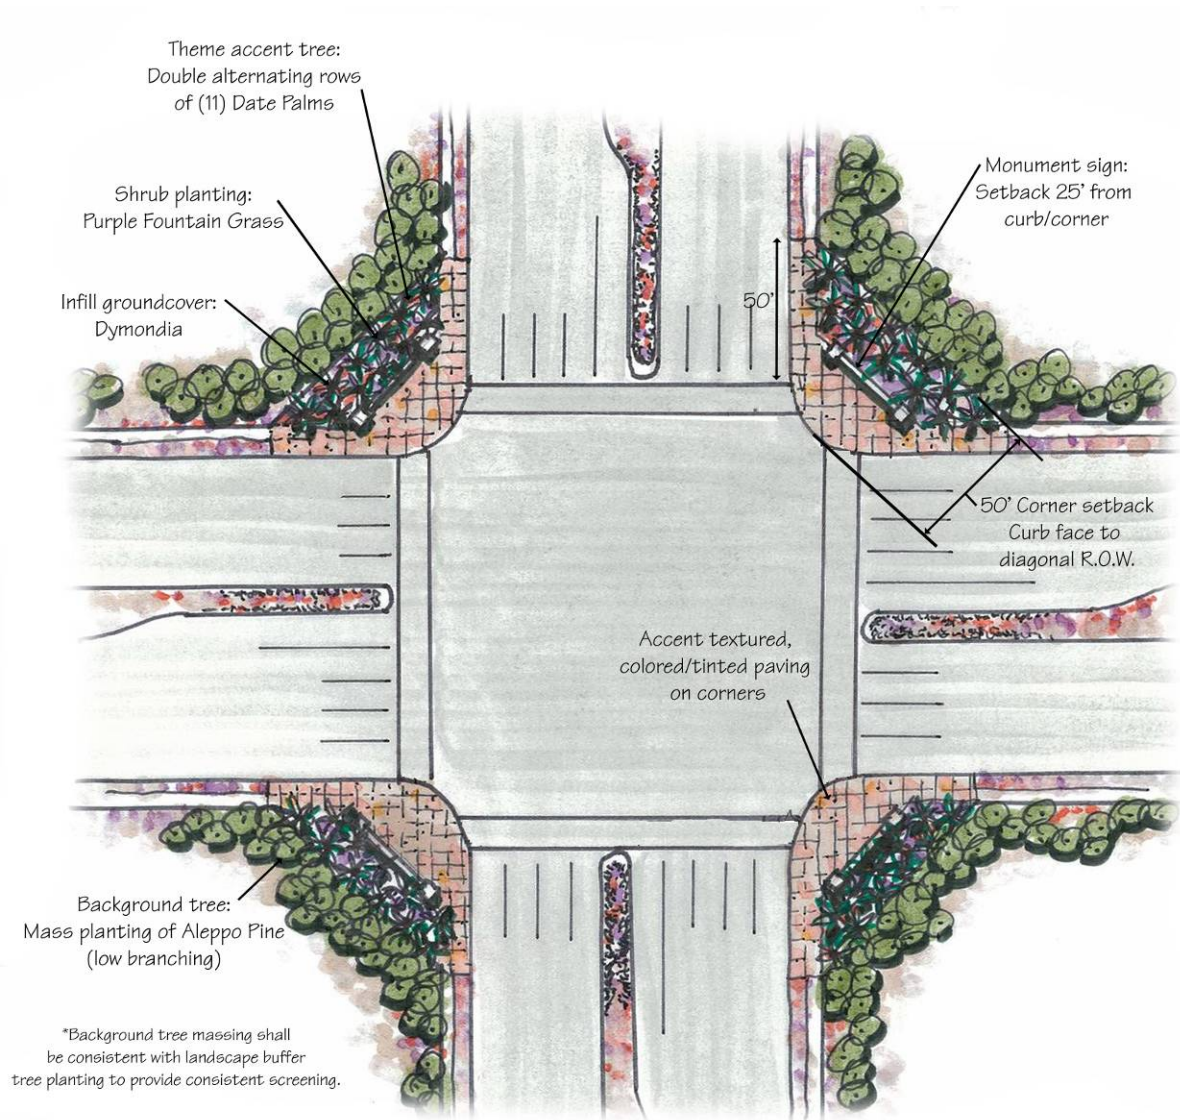 Theme accent tree:
Double alternating rows
of (11) Date Palms
Shrub planting:
Purple Fountain Grass
Infill groundcover:
Dymondia
Monument sign:
Setback 25' from
curb/corner
50'
50' Corner setback
Curb face to
diagonal R.O.W.
Accent textured,
colored/tinted paving
on corners
Background tree:
Mass planting of Aleppo Pine
(low branching)
*Background tree massing shall
be consistent with landscape buffer
tree planting to provide consistent screening.